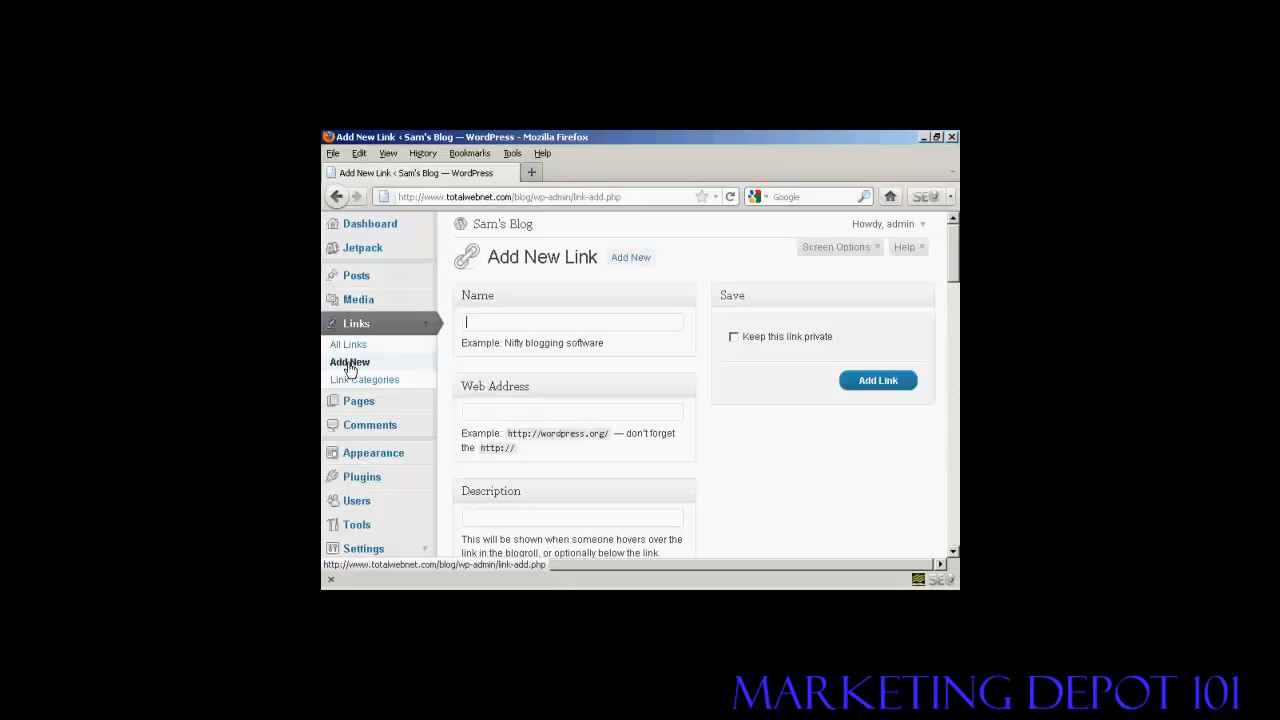 Add New Link ‹ Sam's Blog — WordPress - Mozilla Firefox
File Edit View History Bookmarks Tools Help
Add New Link ‹ Sam's Blog — WordPress
http://www.totalwebnet.com/blog/wp-admin/link-add.php
Google
SEO
Dashboard
Jetpack
Posts
Media
Links
All Links
Add New
Link Categories
Pages
Comments
Appearance
Plugins
Users
Tools
Settings
Sam's Blog
Howdy, admin
Screen Options
Help
Add New Link
Add New
Name
Example: Nifty blogging software
Web Address
Example: http://wordpress.org/ — don't forget
the http://
Description
This will be shown when someone hovers over the
link in the blogroll, or optionally below the link.
Save
Keep this link private
Add Link
http://www.totalwebnet.com/blog/wp-admin/link-add.php
SEO
MARKETING DEPOT 101